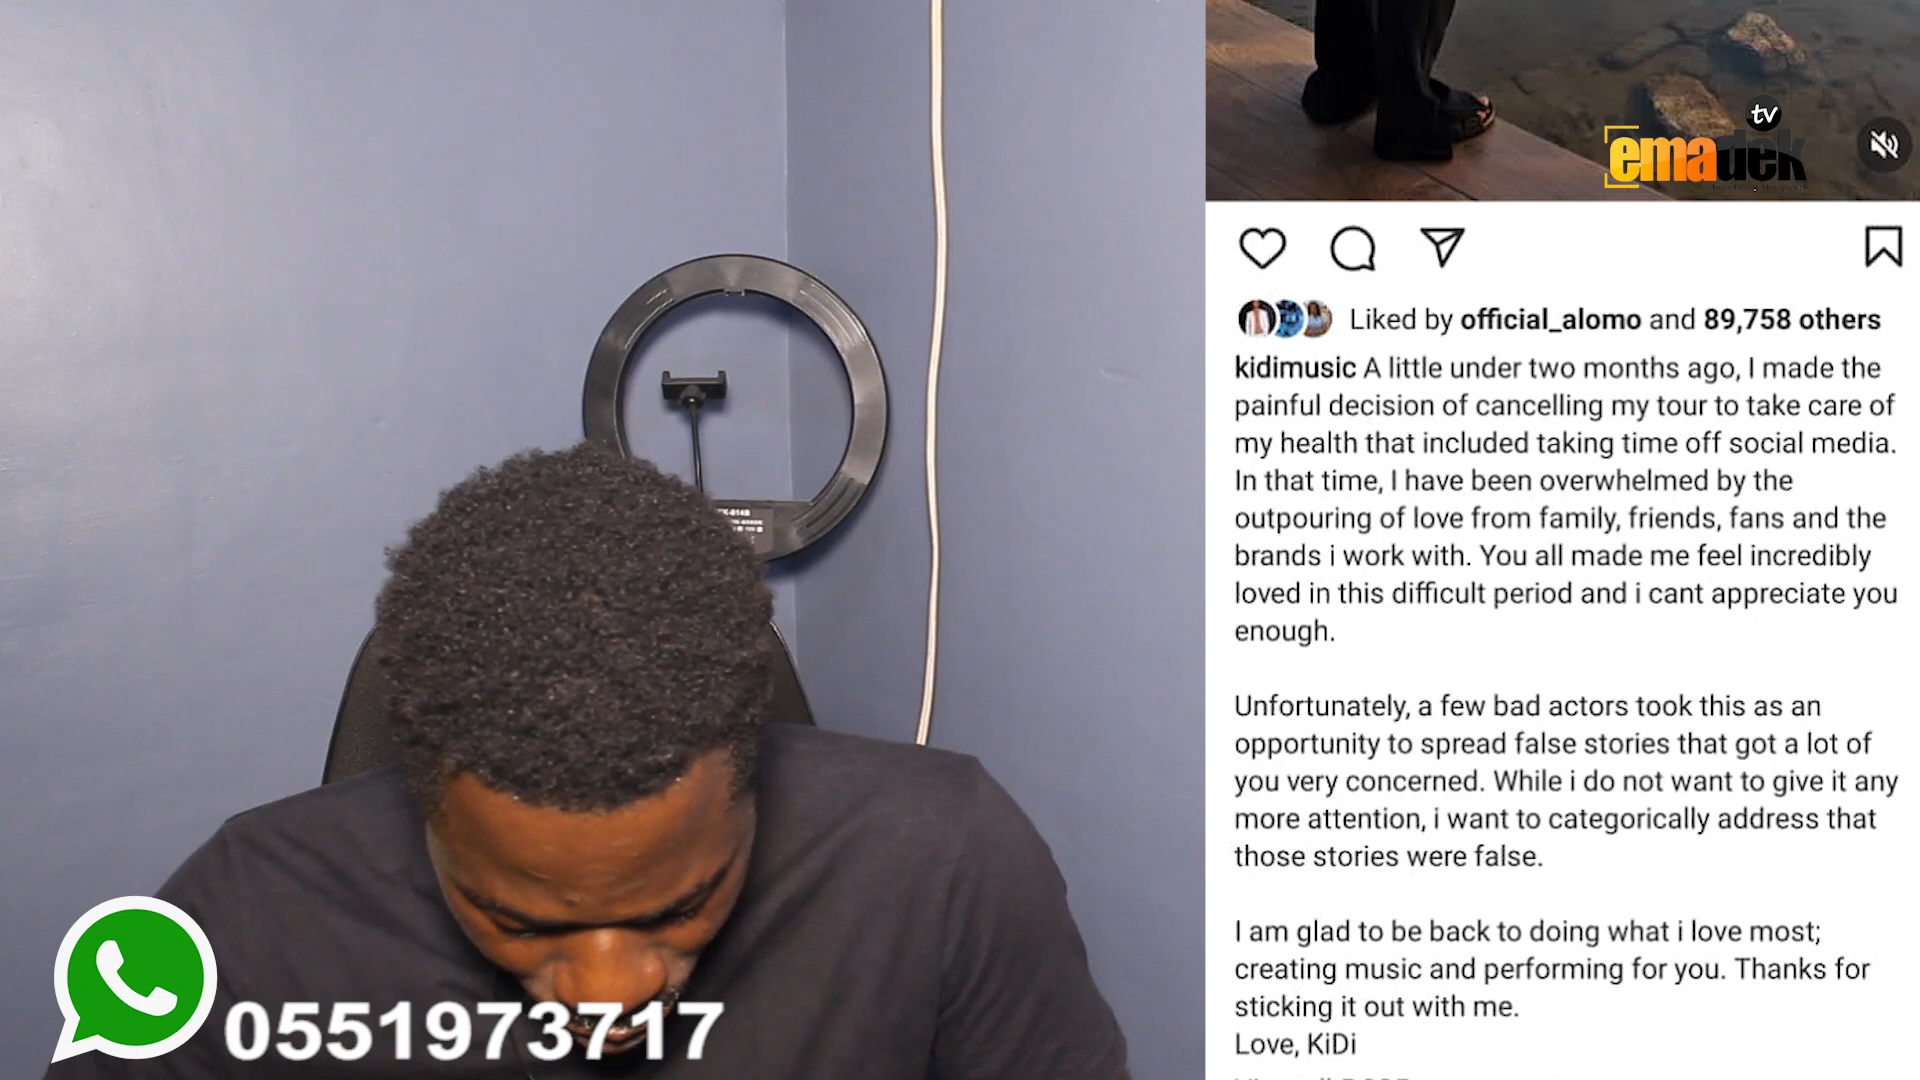 tv
emadek
Liked by official_alomo and 89,758 others
kidimusic A little under two months ago, I made the
painful decision of cancelling my tour to take care of
my health that included taking time off social media.
In that time, I have been overwhelmed by the
outpouring of love from family, friends, fans and the
brands i work with. You all made me feel incredibly
loved in this difficult period and i cant appreciate you
enough.
Unfortunately, a few bad actors took this as an
opportunity to spread false stories that got a lot of
you very concerned. While i do not want to give it any
more attention, i want to categorically address that
those stories were false.
I am glad to be back to doing what i love most;
creating music and performing for you. Thanks for
sticking it out with me.
Love, KiDi
0551973717